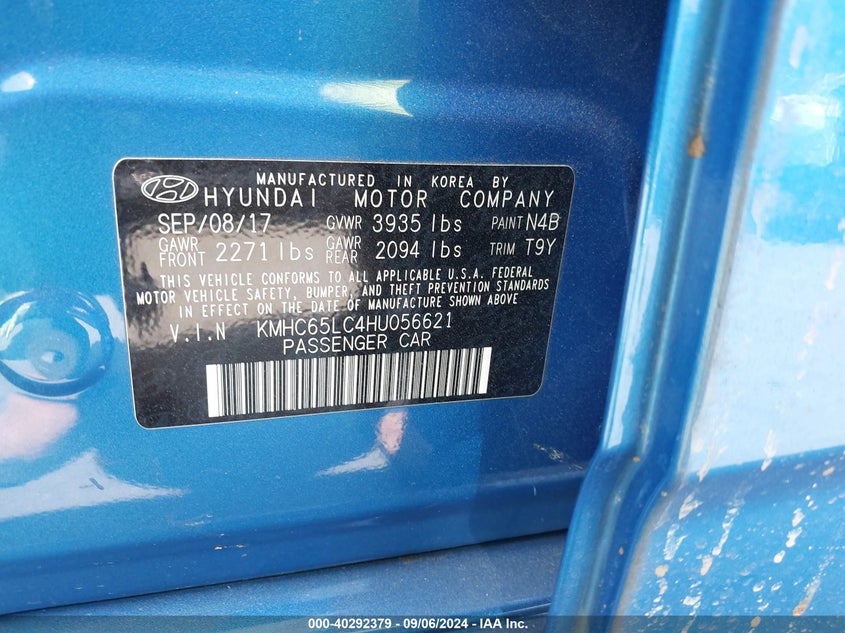 MANUFACTURED IN KOREA BY
HYUNDAI MOTOR COMPANY
SEP/08/17 GVWR 3935 lbs PAINT N4B
GAWR FRONT 2271 lbs GAWR REAR 2094 lbs TRIM T9Y
THIS VEHICLE CONFORMS TO ALL APPLICABLE U.S.A. FEDERAL
MOTOR VEHICLE SAFETY, BUMPER, AND THEFT PREVENTION STANDARDS
IN EFFECT ON THE DATE OF MANUFACTURE SHOWN ABOVE
V.I.N KMHC65LC4HU056621
PASSENGER CAR
000-40292379 - 09/06/2024 - IAA Inc.